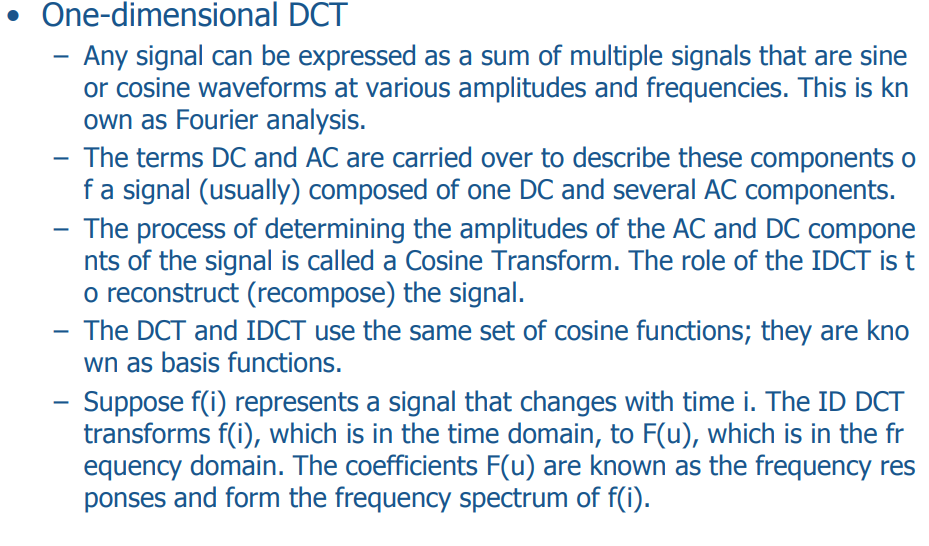 • One-dimensional DCT
– Any signal can be expressed as a sum of multiple signals that are sine
or cosine waveforms at various amplitudes and frequencies. This is kn
own as Fourier analysis.
– The terms DC and AC are carried over to describe these components o
f a signal (usually) composed of one DC and several AC components.
– The process of determining the amplitudes of the AC and DC compone
nts of the signal is called a Cosine Transform. The role of the IDCT is t
o reconstruct (recompose) the signal.
– The DCT and IDCT use the same set of cosine functions; they are kno
wn as basis functions.
– Suppose f(i) represents a signal that changes with time i. The ID DCT
transforms f(i), which is in the time domain, to F(u), which is in the fr
equency domain. The coefficients F(u) are known as the frequency res
ponses and form the frequency spectrum of f(i).